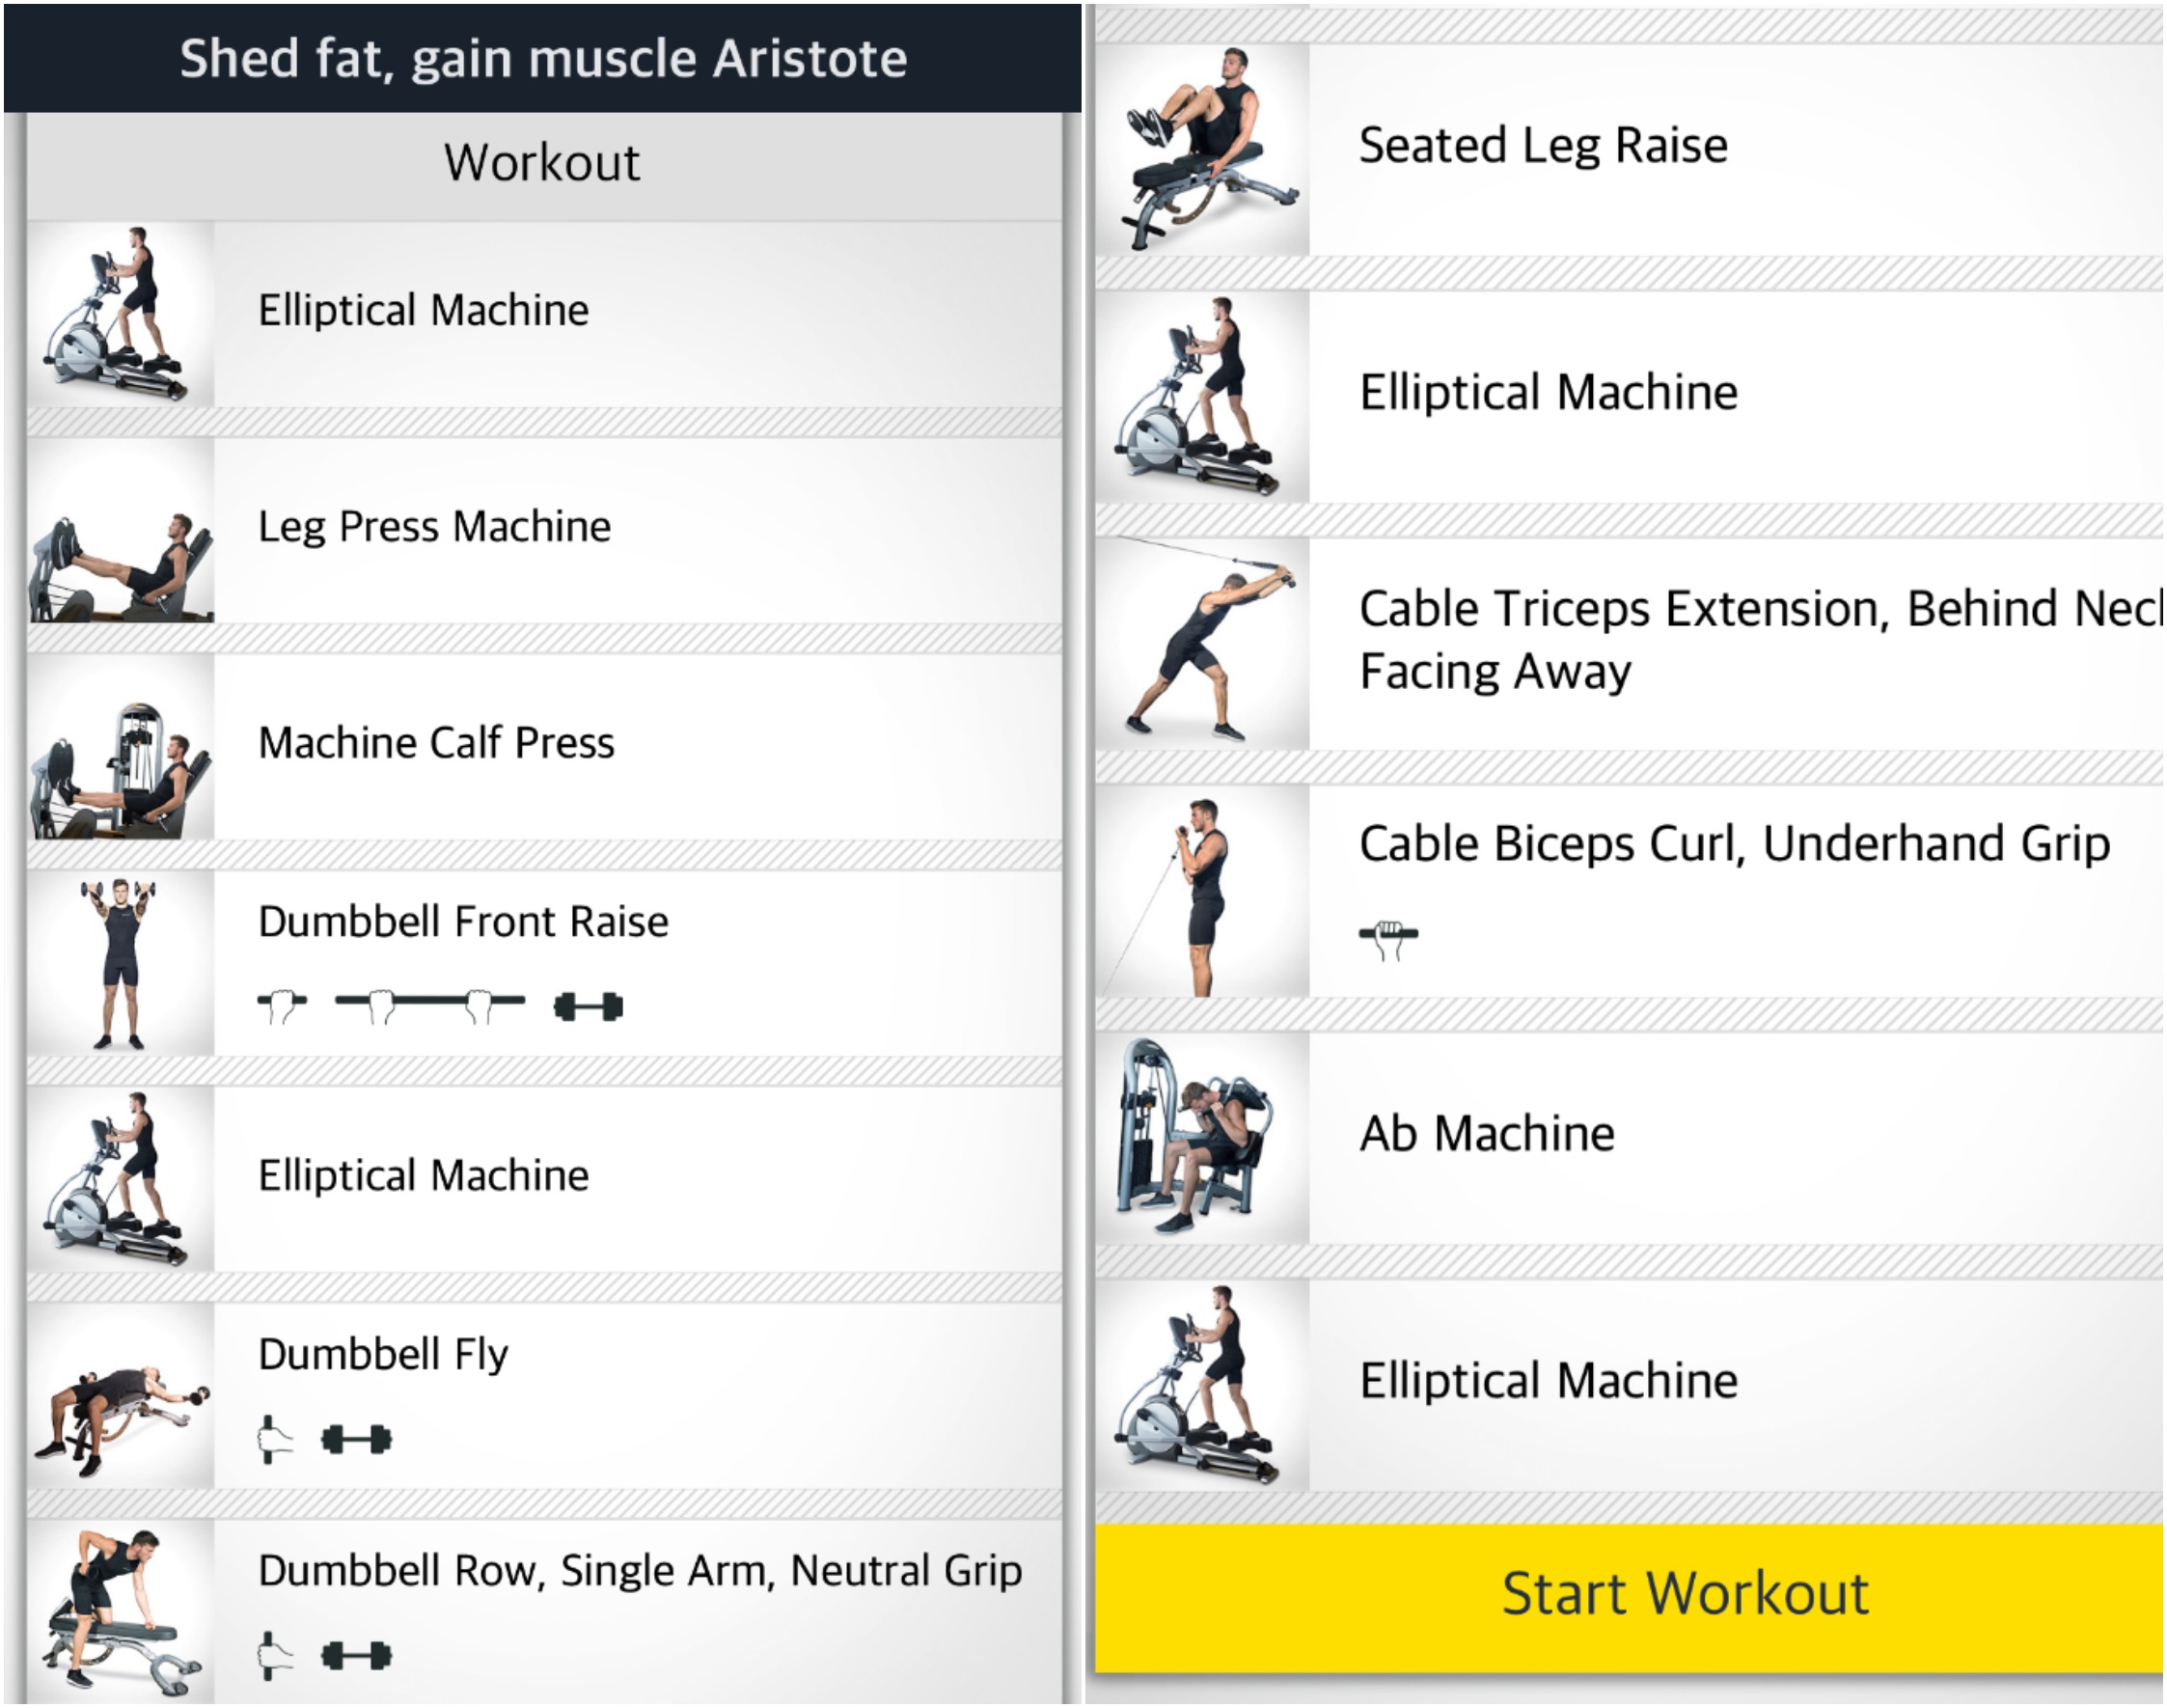 Shed fat, gain muscle Aristote
Workout
Elliptical Machine
Leg Press Machine
Machine Calf Press
Dumbbell Front Raise
Elliptical Machine
Dumbbell Fly
Dumbbell Row, Single Arm, Neutral Grip
Seated Leg Raise
Elliptical Machine
Cable Triceps Extension, Behind Neck
Facing Away
Cable Biceps Curl, Underhand Grip
Ab Machine
Elliptical Machine
Start Workout